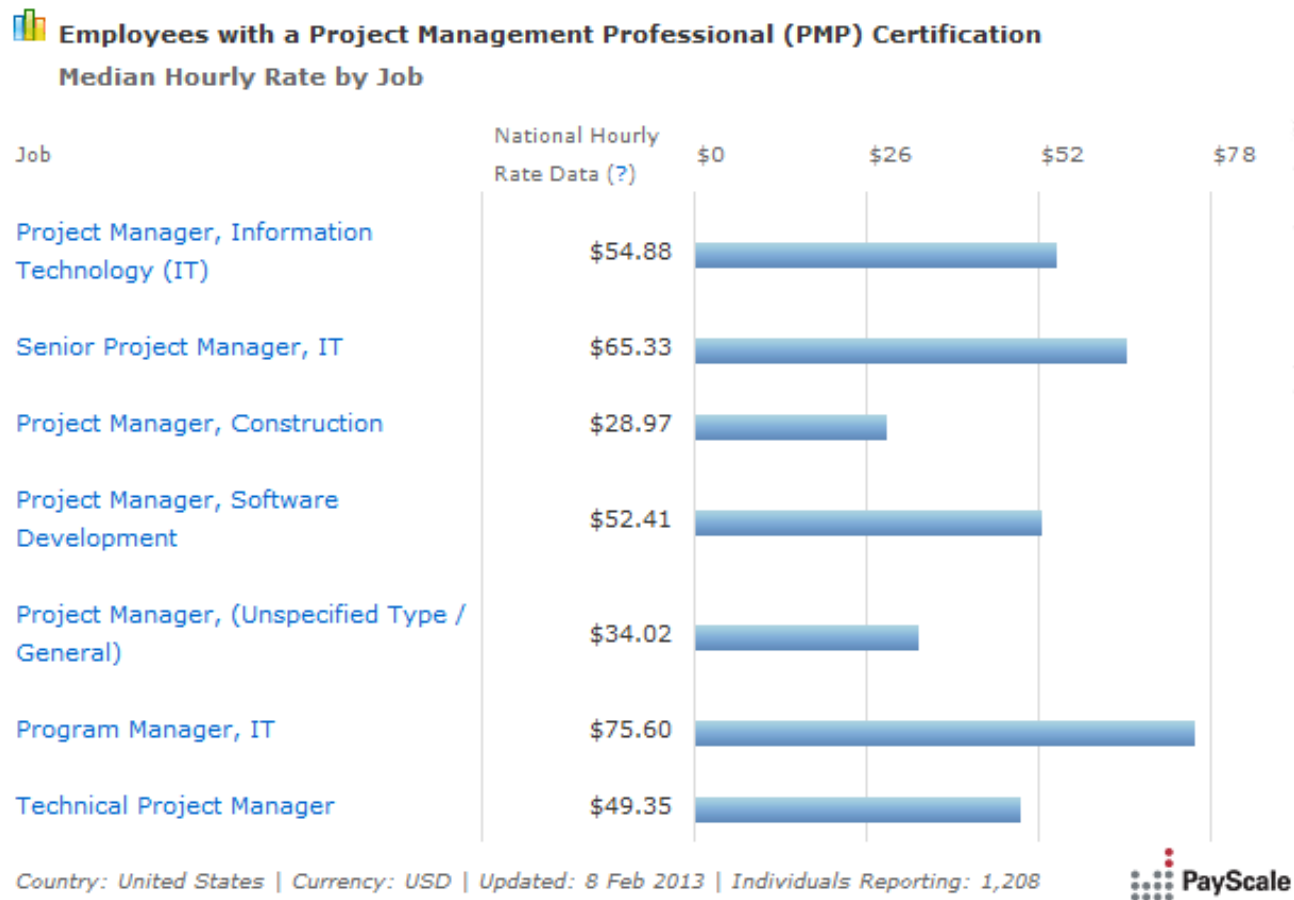 Employees with a Project Management Professional (PMP) Certification
Median Hourly Rate by Job
Job
National Hourly
Rate Data (?)
$0 $26 $52 $78
Project Manager, Information
Technology (IT)
$54.88
Senior Project Manager, IT
$65.33
Project Manager, Construction
$28.97
Project Manager, Software
Development
$52.41
Project Manager, (Unspecified Type /
General)
$34.02
Program Manager, IT
$75.60
Technical Project Manager
$49.35
Country: United States | Currency: USD | Updated: 8 Feb 2013 | Individuals Reporting: 1,208
PayScale